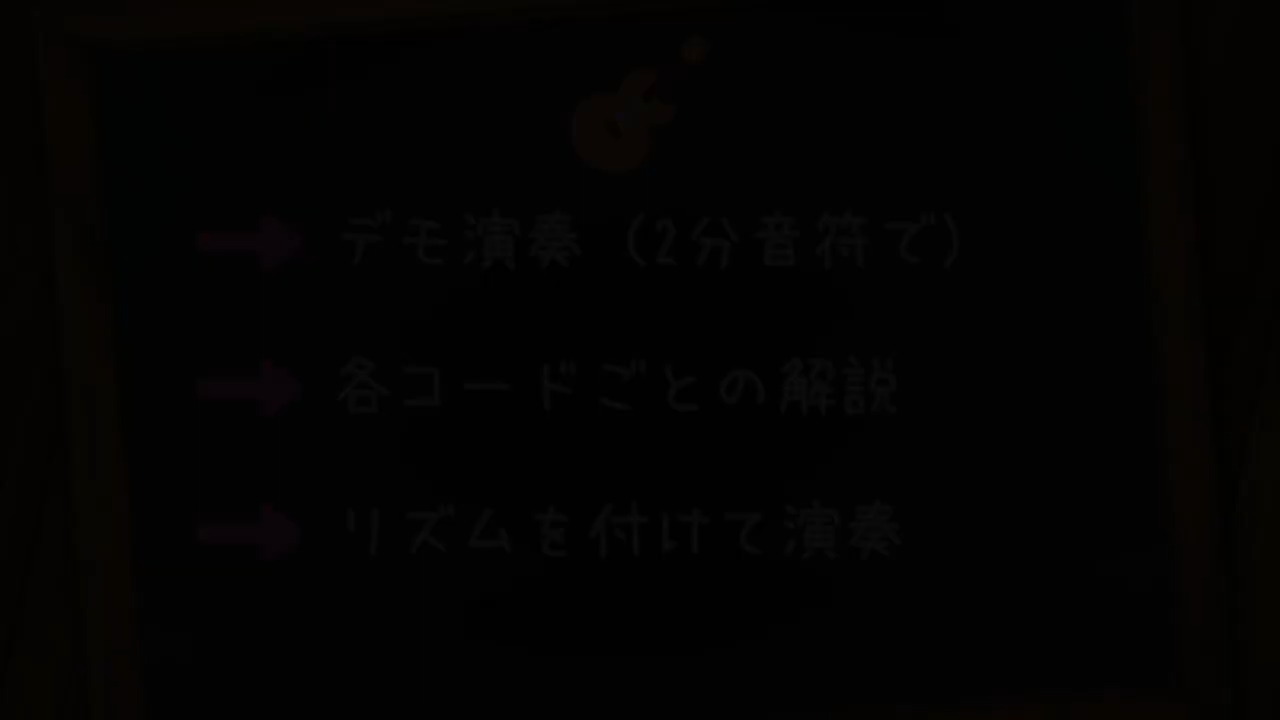 デモ演奏（2分音符で）
各コードごとの解説
リズムを付けて演奏